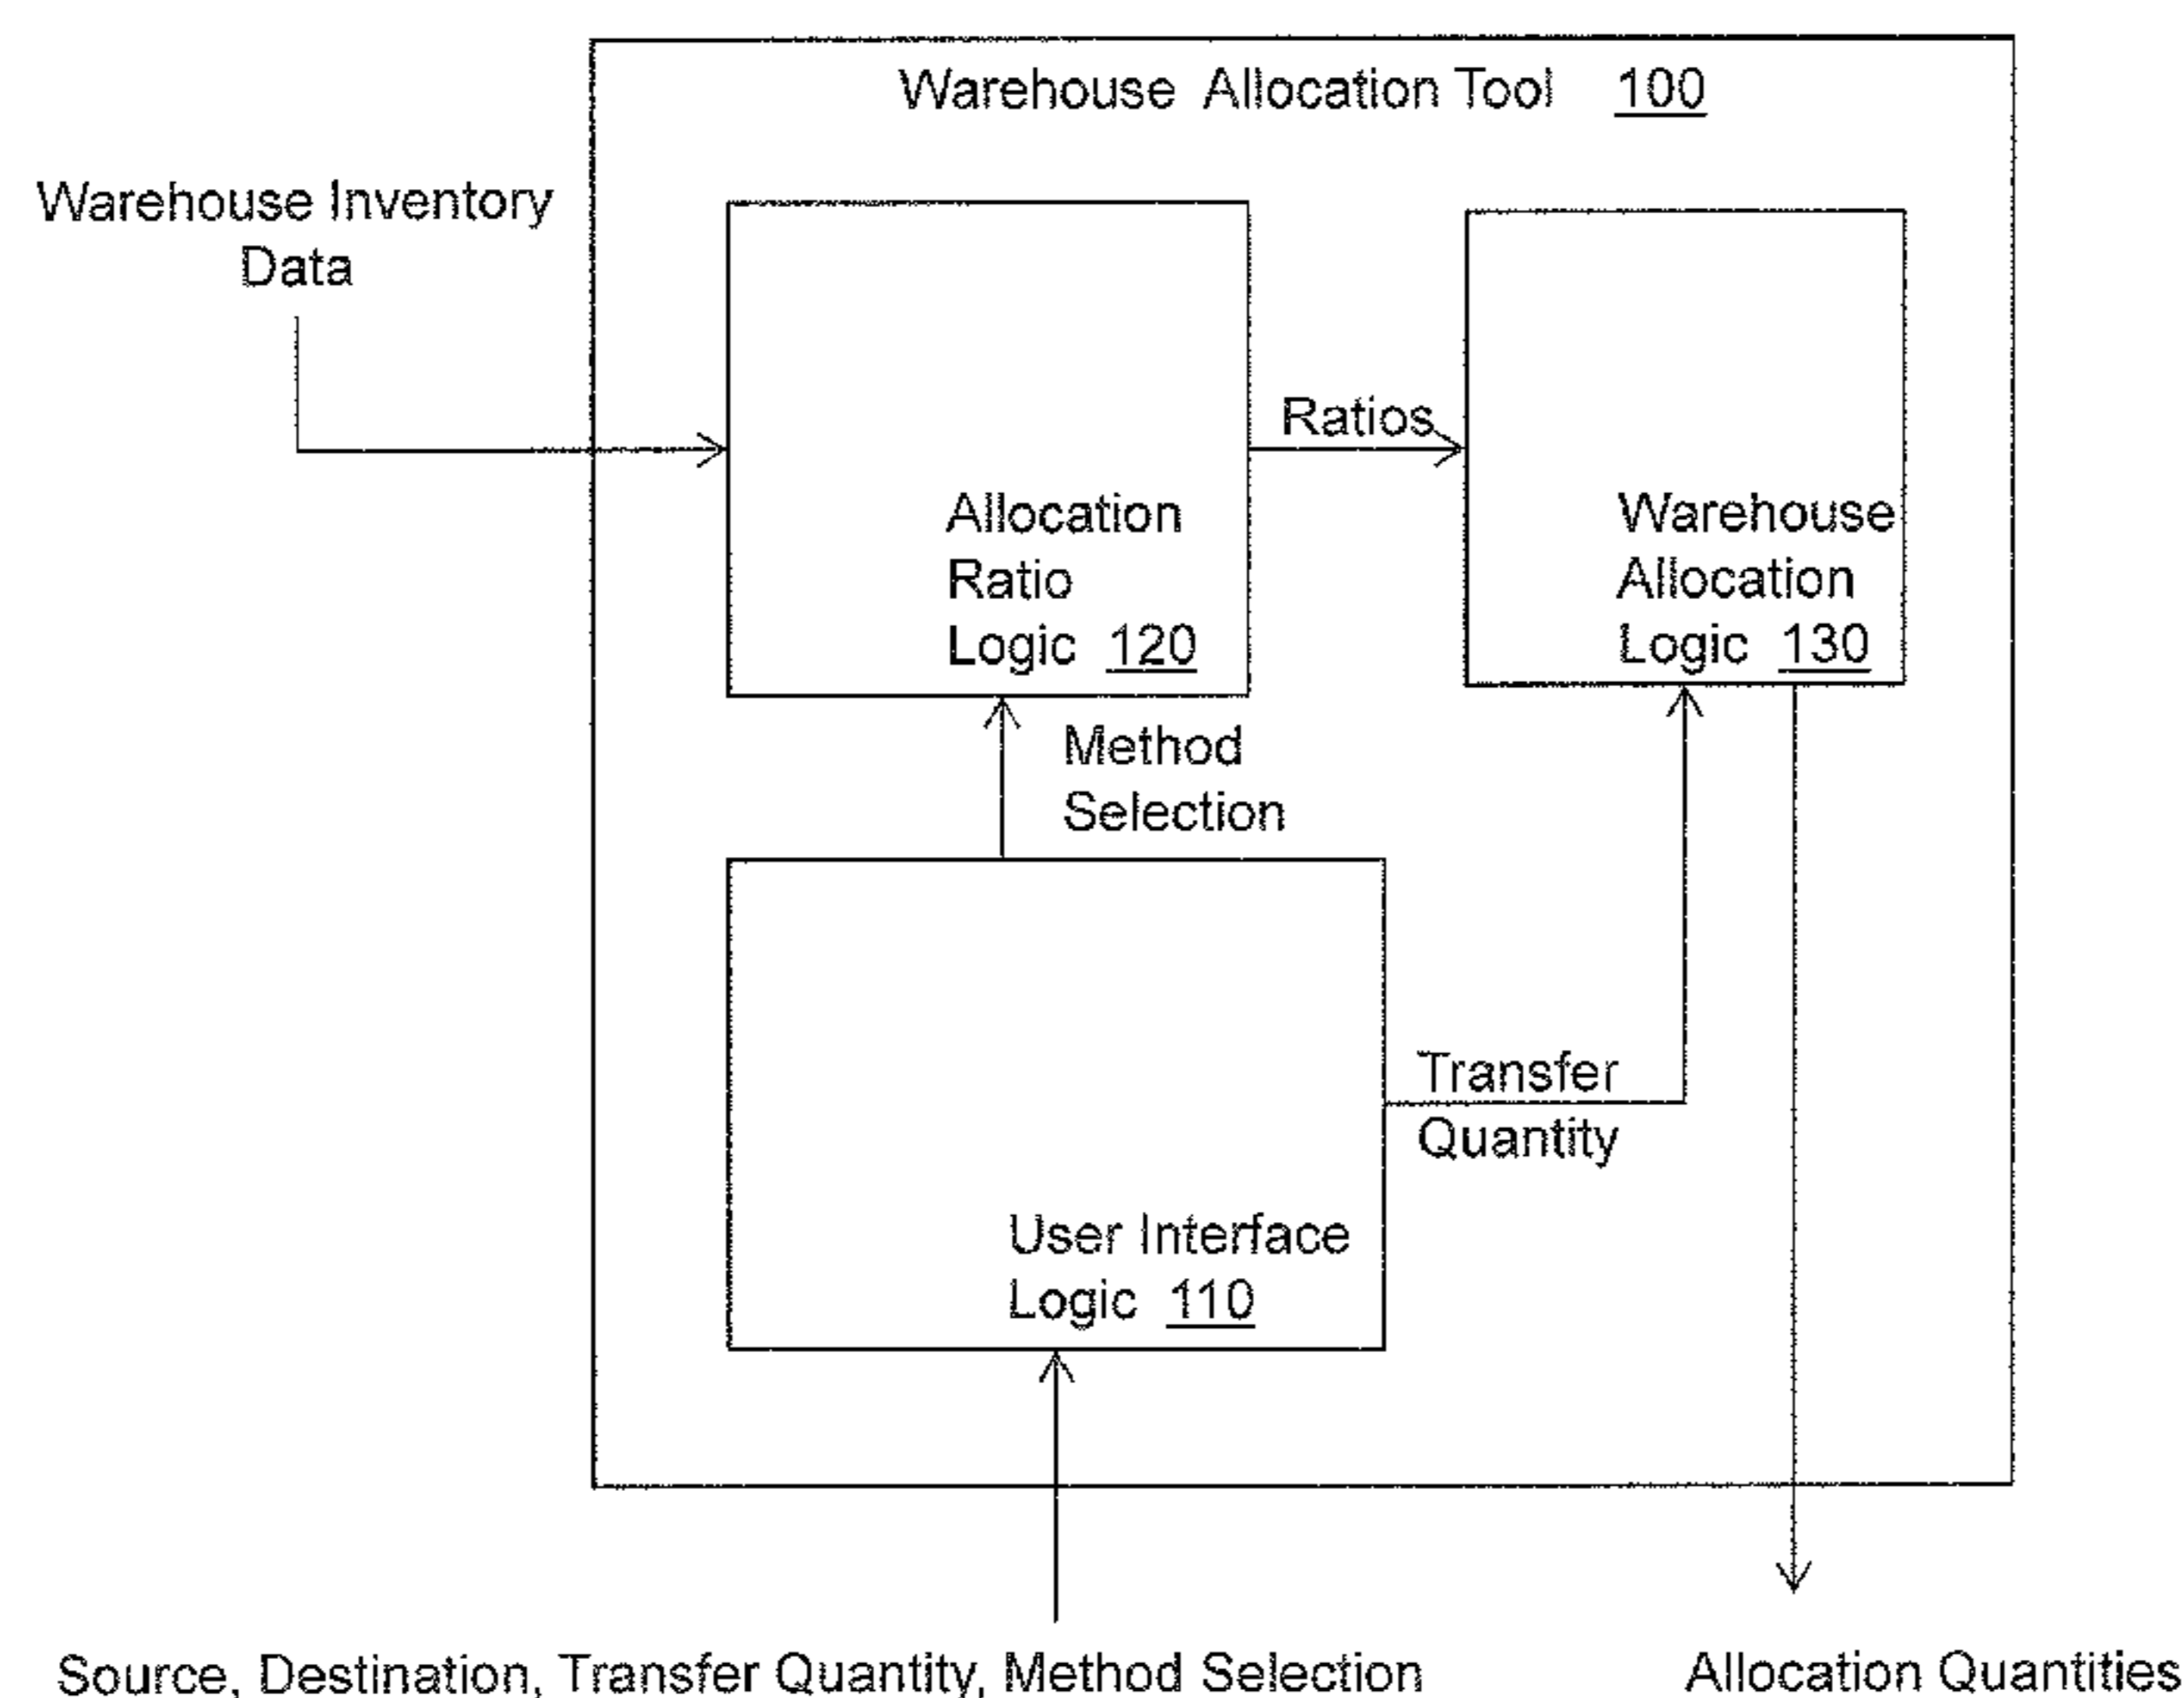 Warehouse Allocation Tool 100
Warehouse Inventory
Data
Ratios
Allocation
Ratio
Logic 120
Warehouse
Allocation
Logic 130
Method
Selection
Transfer
Quantity
User Interface
Logic 110
Source, Destination, Transfer Quantity, Method Selection
Allocation Quantities